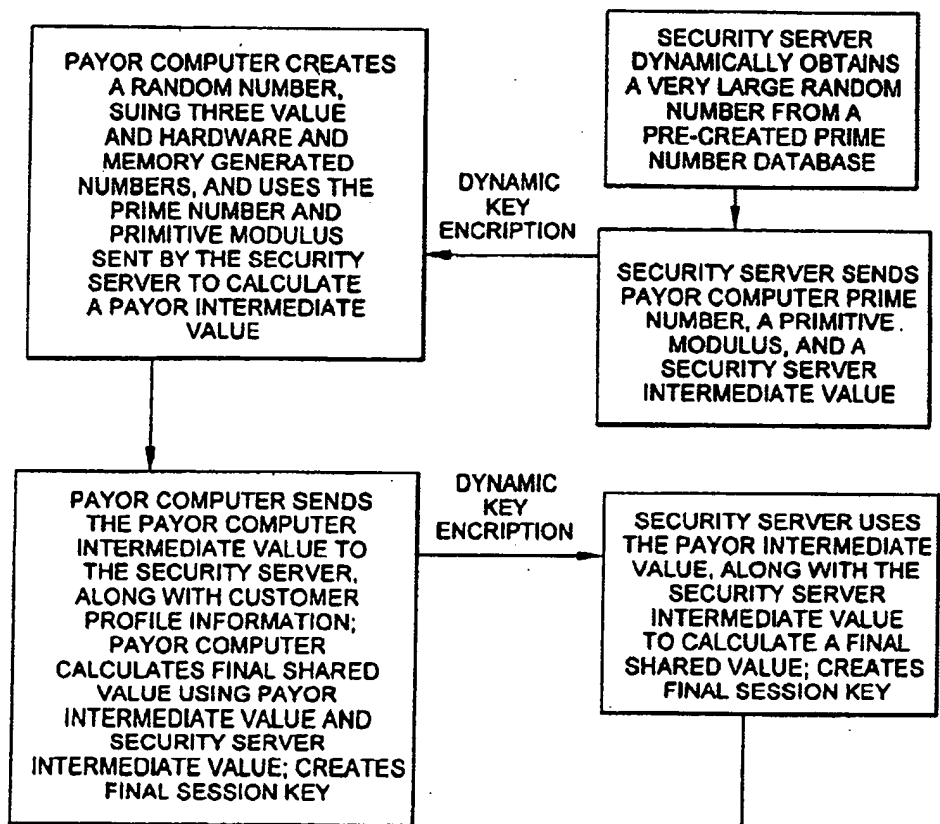 SECURITY SERVER
DYNAMICALLY OBTAINS
A VERY LARGE RANDOM
NUMBER FROM A
PRE-CREATED PRIME
NUMBER DATABASE
SECURITY SERVER SENDS
PAYOR COMPUTER PRIME
NUMBER, A PRIMITIVE
MODULUS, AND A
SECURITY SERVER
INTERMEDIATE VALUE
DYNAMIC
KEY
ENCRIPTION
PAYOR COMPUTER CREATES
A RANDOM NUMBER,
SUING THREE VALUE
AND HARDWARE AND
MEMORY GENERATED
NUMBERS, AND USES THE
PRIME NUMBER AND
PRIMITIVE MODULUS
SENT BY THE SECURITY
SERVER TO CALCULATE
A PAYOR INTERMEDIATE
VALUE
PAYOR COMPUTER SENDS
THE PAYOR COMPUTER
INTERMEDIATE VALUE TO
THE SECURITY SERVER,
ALONG WITH CUSTOMER
PROFILE INFORMATION;
PAYOR COMPUTER
CALCULATES FINAL SHARED
VALUE USING PAYOR
INTERMEDIATE VALUE AND
SECURITY SERVER
INTERMEDIATE VALUE; CREATES
FINAL SESSION KEY
DYNAMIC
KEY
ENCRIPTION
SECURITY SERVER USES
THE PAYOR INTERMEDIATE
VALUE, ALONG WITH THE
SECURITY SERVER
INTERMEDIATE VALUE
TO CALCULATE A FINAL
SHARED VALUE; CREATES
FINAL SESSION KEY